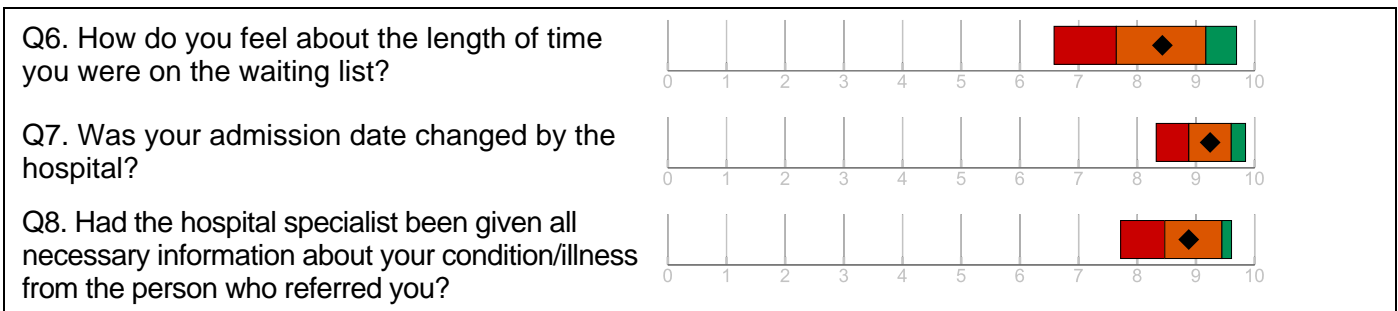 Q6. How do you feel about the length of time
you were on the waiting list?
0 1 2 3 4 5 6 7 8 9 10
Q7. Was your admission date changed by the
hospital?
0 1 2 3 4 5 6 7 8 9 10
Q8. Had the hospital specialist been given all
necessary information about your condition/illness
from the person who referred you?
0 1 2 3 4 5 6 7 8 9 10